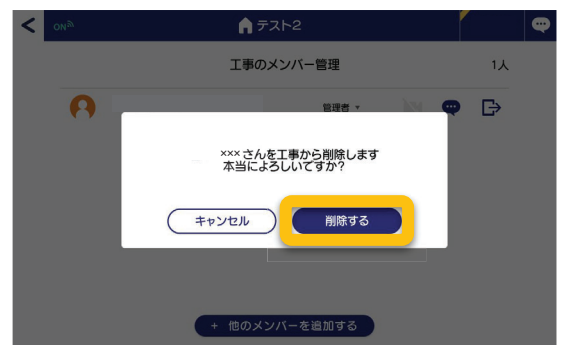 ON
テスト2
工事のメンバー管理
1人
管理者 ▼
××× さんを工事から削除します
本当によろしいですか?
キャンセル
削除する
+ 他のメンバーを追加する